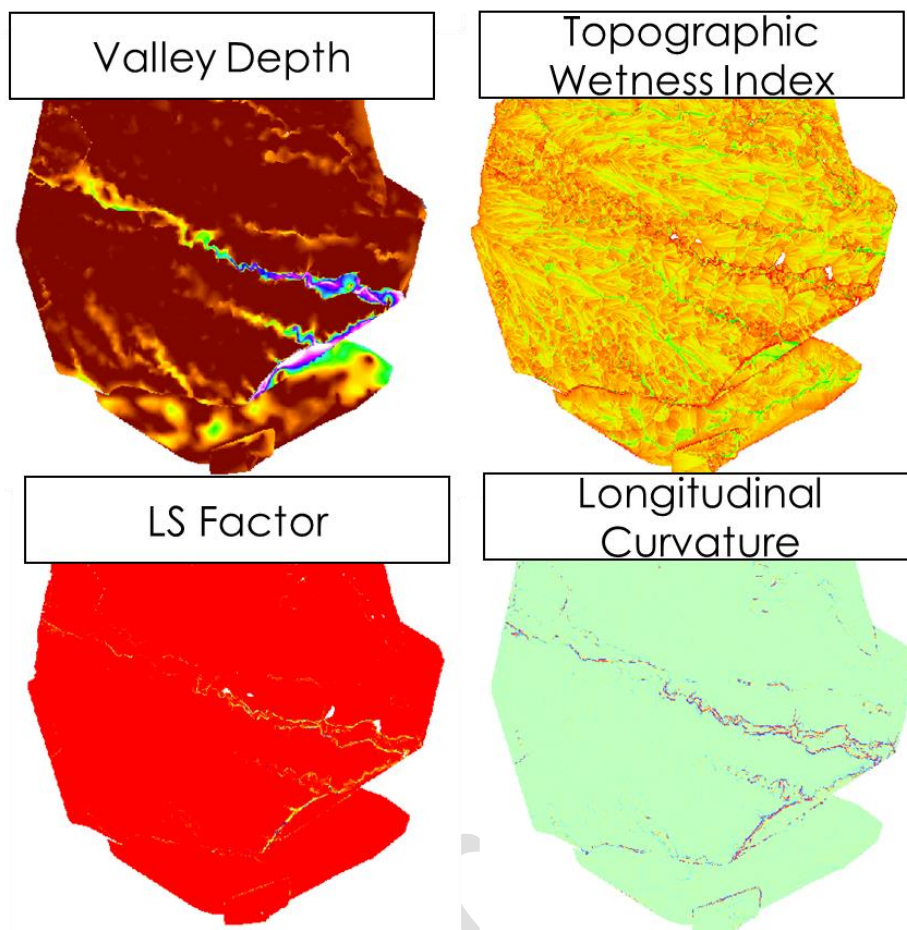 Valley Depth
Topographic
Wetness Index
LS Factor
Longitudinal
Curvature